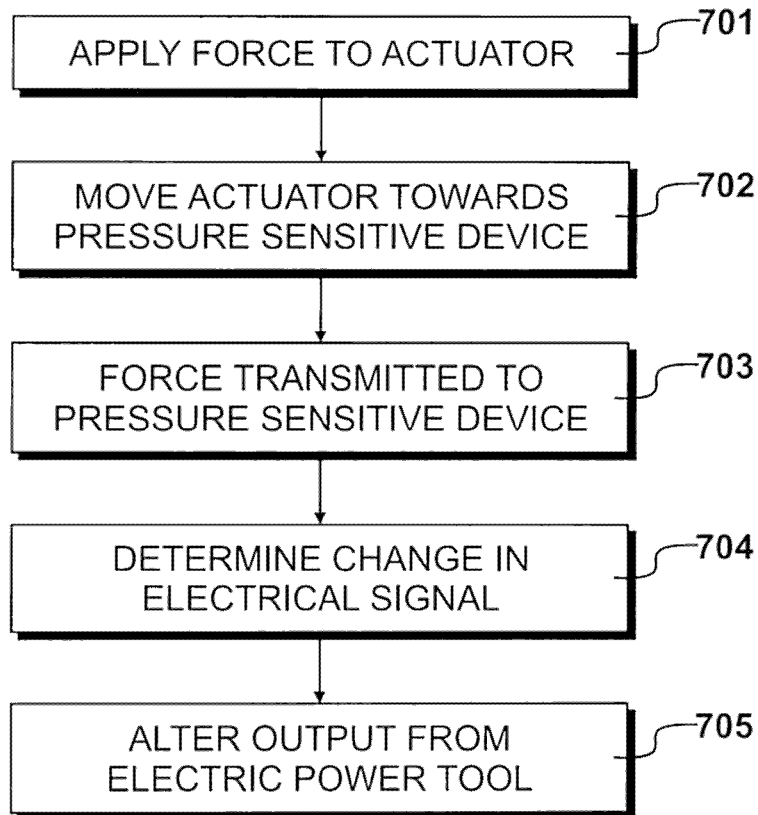 APPLY FORCE TO ACTUATOR
701
MOVE ACTUATOR TOWARDS
PRESSURE SENSITIVE DEVICE
702
FORCE TRANSMITTED TO
PRESSURE SENSITIVE DEVICE
703
DETERMINE CHANGE IN
ELECTRICAL SIGNAL
704
ALTER OUTPUT FROM
ELECTRIC POWER TOOL
705